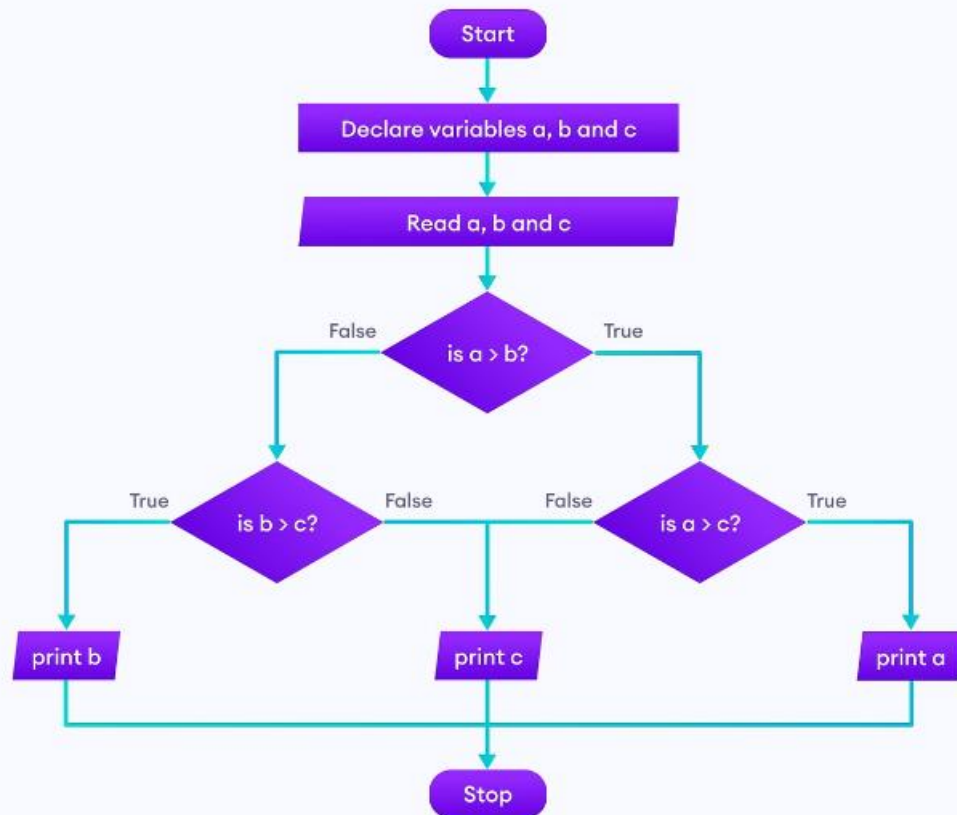 Start
Declare variables a, b and c
Read a, b and c
False
True
is a > b?
True
False
False
True
is b > c?
is a > c?
print b
print c
print a
Stop